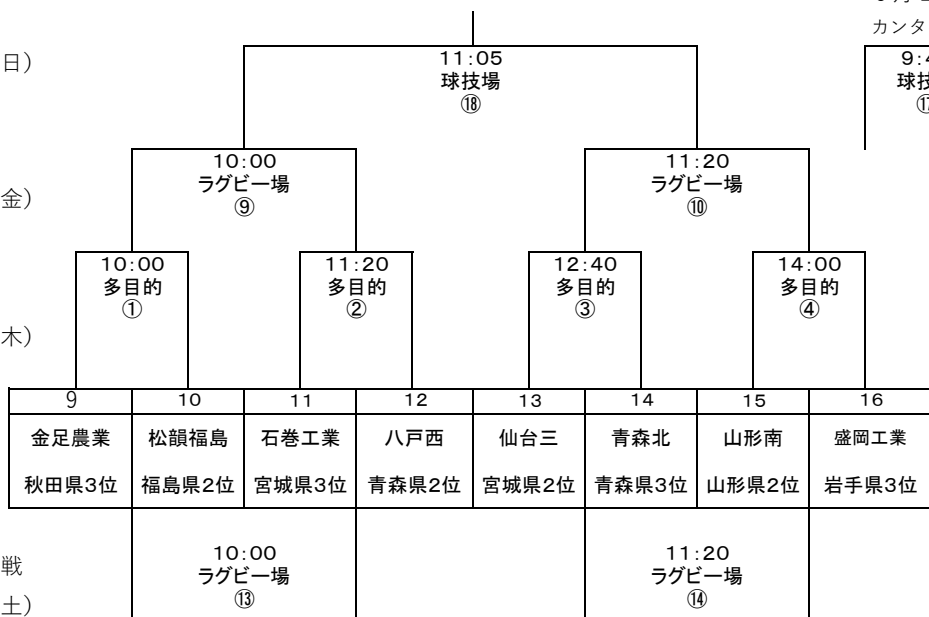 カンタ
日)
11:05
球技場
⑱
金)
10:00
ラグビー場
⑨
11:20
ラグビー場
⑩
10:00
多目的
①
11:20
多目的
②
12:40
多目的
③
14:00
多目的
④
木)
9 10 11 12 13 14 15 16
金足農業 松韻福島 石巻工業 八戸西 仙台三 青森北 山形南 盛岡工業
秋田県3位 福島県2位 宮城県3位 青森県2位 宮城県2位 青森県3位 山形県2位 岩手県3位
戦
土)
10:00
ラグビー場
⑬
11:20
ラグビー場
⑭